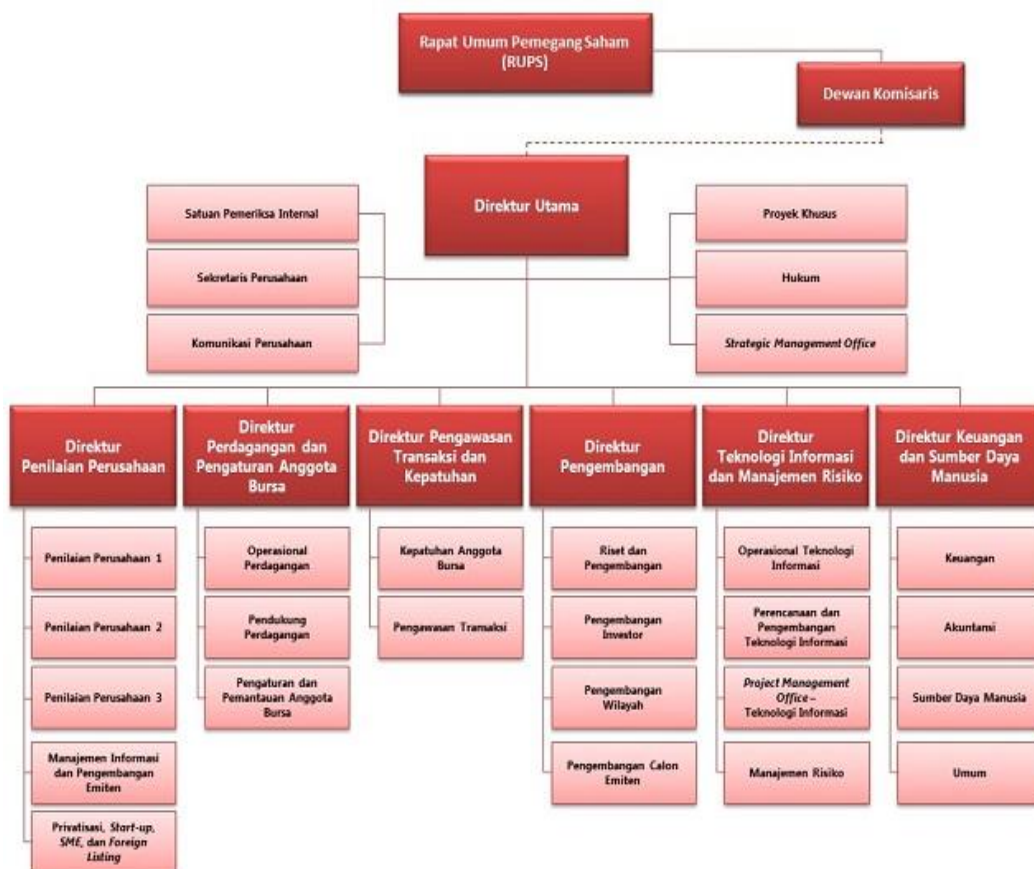 Rapat Umum Pemegang Saham
(RUPS)
Dewan Komisaris
Direktur Utama
Satuan Pemeriksa Internal
Sekretaris Perusahaan
Komunikasi Perusahaan
Proyek Khusus
Hukum
Strategic Management Office
Direktur
Penilaian Perusahaan
Direktur
Perdagangan dan
Pengaturan Anggota
Bursa
Direktur Pengawasan
Transaksi dan
Kepatuhan
Direktur
Pengembangan
Direktur
Teknologi Informasi
dan Manajemen Risiko
Direktur Keuangan
dan Sumber Daya
Manusia
Penilaian Perusahaan 1
Penilaian Perusahaan 2
Penilaian Perusahaan 3
Manajemen Informasi
dan Pengembangan
Emiten
Privatisasi, Start-up,
SME, dan Foreign
Listing
Operasional
Perdagangan
Pendukung
Perdagangan
Pengaturan dan
Pemantauan Anggota
Bursa
Kepatuhan Anggota
Bursa
Pengawasan Transaksi
Riset dan
Pengembangan
Pengembangan
Investor
Pengembangan
Wilayah
Pengembangan Calon
Emiten
Operasional Teknologi
Informasi
Perencanaan dan
Pengembangan
Teknologi Informasi
Project Management
Office –
Teknologi Informasi
Manajemen Risiko
Keuangan
Akuntansi
Sumber Daya Manusia
Umum